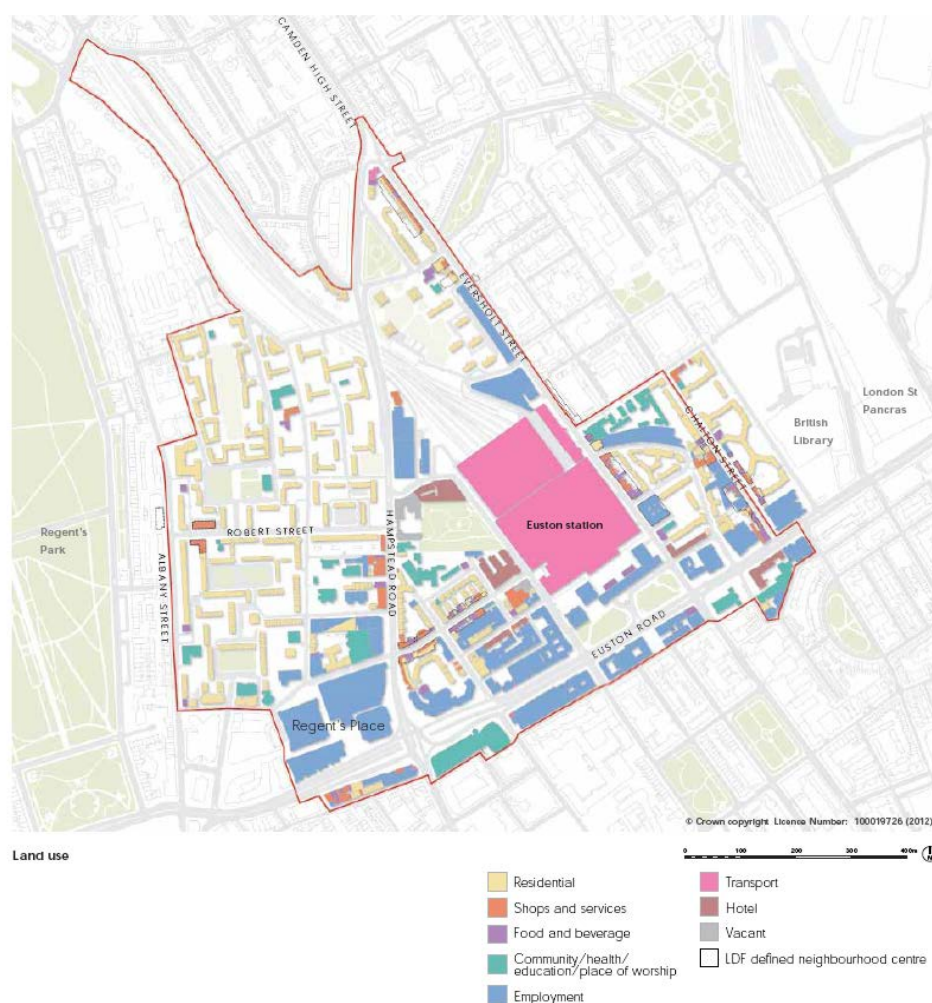 CAMDEN HIGH STREET
EVERSHOLT STREET
CHALTON STREET
London St
Pancras
British
Library
Euston station
Regent's
Park
ROBERT STREET
HAMPSTEAD ROAD
ALBANY STREET
EUSTON ROAD
Regent's Place
© Crown copyright Licence Number: 100019726 (2012)
Land use
0 100 200 300 400m
N
Residential
Shops and services
Food and beverage
Community/health/
education/place of worship
Employment
Transport
Hotel
Vacant
LDF defined neighbourhood centre